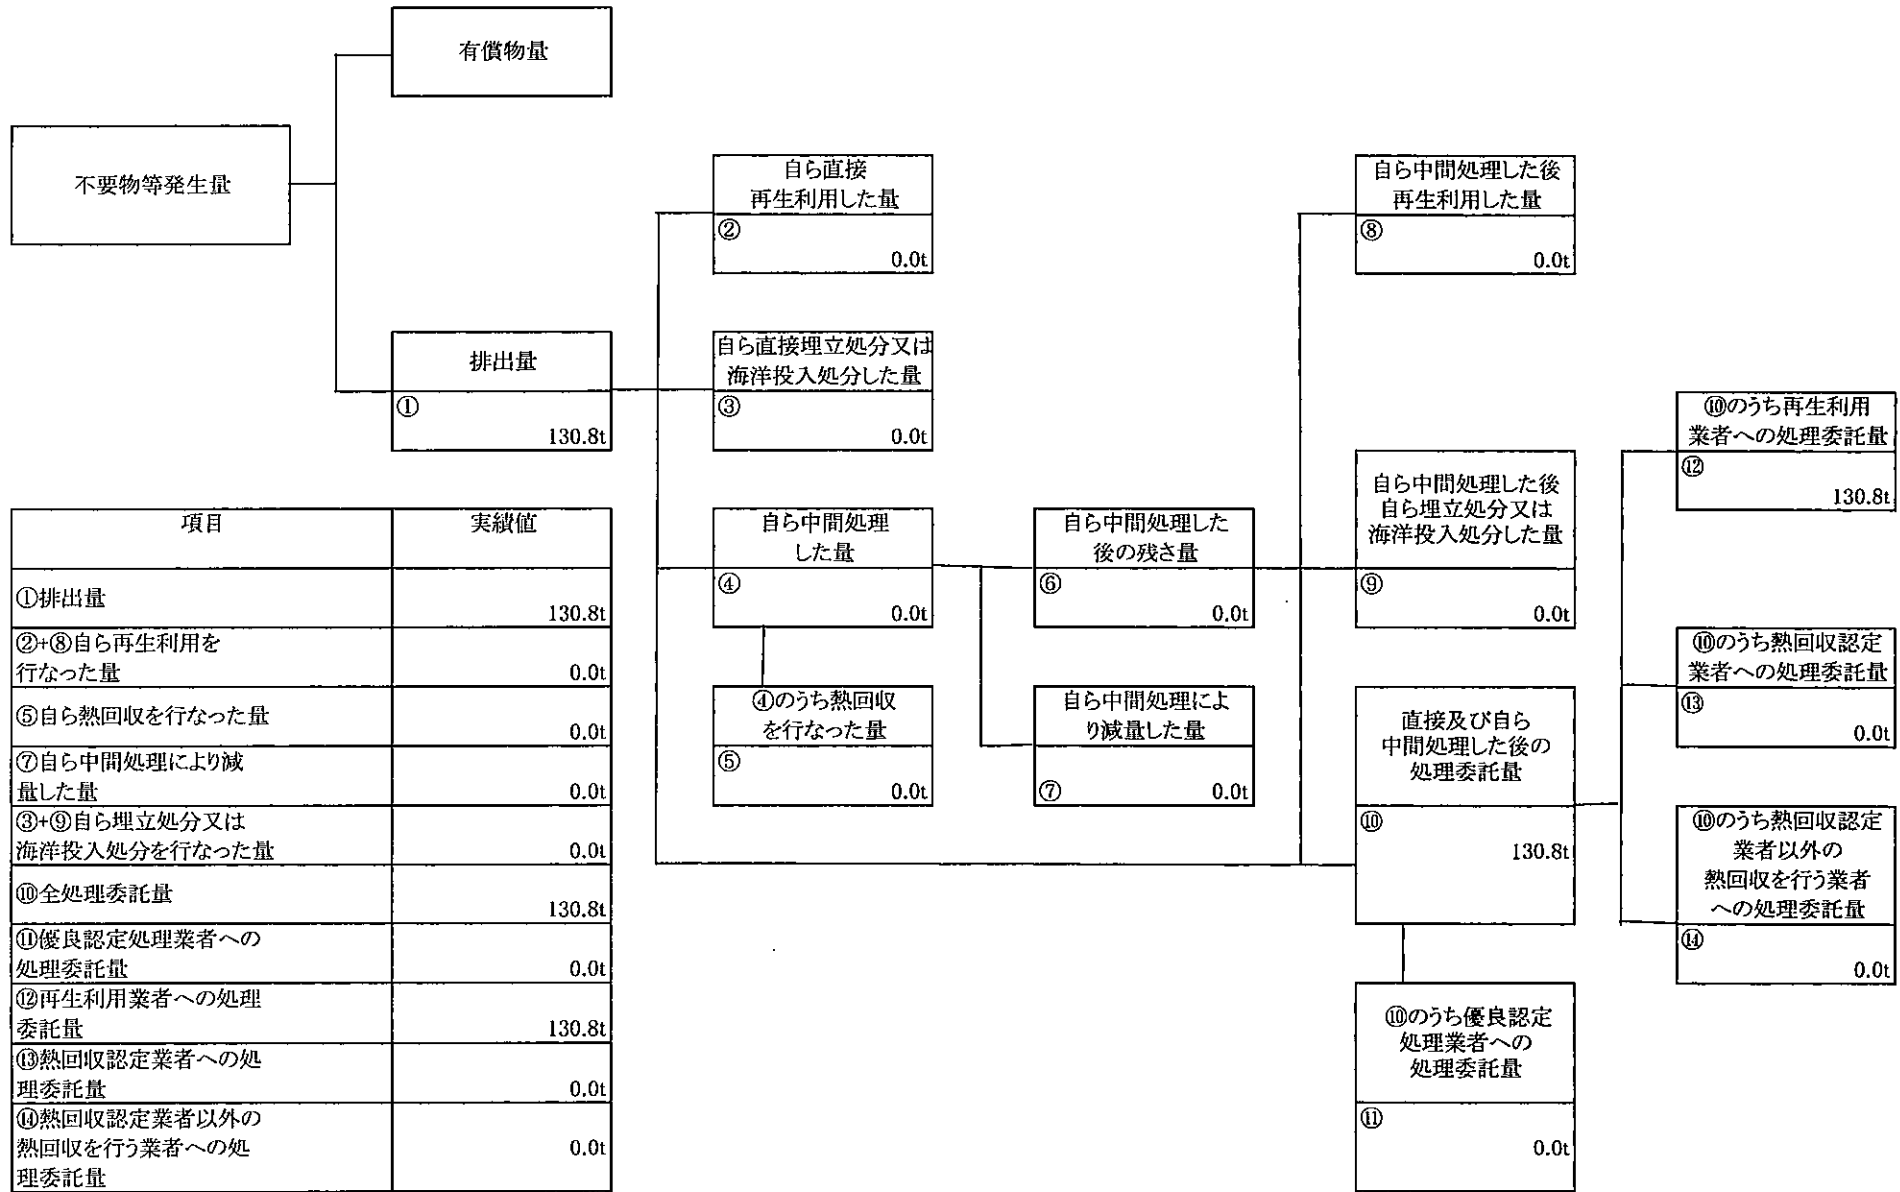 有償物量
不要物等発生量
排出量
①
130.8t
自ら直接
再生利用した量
②
0.0t
自ら直接埋立処分又は
海洋投入処分した量
③
0.0t
自ら中間処理
した量
④
0.0t
④のうち熱回収
を行なった量
⑤
0.0t
自ら中間処理した
後の残さ量
⑥
0.0t
自ら中間処理によ
り減量した量
⑦
0.0t
自ら中間処理した後
再生利用した量
⑧
0.0t
自ら中間処理した後
自ら埋立処分又は
海洋投入処分した量
⑨
0.0t
直接及び自ら
中間処理した後の
処理委託量
⑩
130.8t
⑩のうち優良認定
処理業者への
処理委託量
⑪
0.0t
⑩のうち再生利用
業者への処理委託量
⑫
130.8t
⑩のうち熱回収認定
業者への処理委託量
⑬
0.0t
⑩のうち熱回収認定
業者以外の
熱回収を行う業者
への処理委託量
⑭
0.0t
項目 実績値
①排出量
130.8t
②+⑧自ら再生利用を
行なった量 0.0t
⑤自ら熱回収を行なった量
0.0t
⑦自ら中間処理により減
量した量 0.0t
③+⑨自ら埋立処分又は
海洋投入処分を行なった量 0.0t
⑩全処理委託量
130.8t
⑪優良認定処理業者への
処理委託量 0.0t
⑫再生利用業者への処理
委託量 130.8t
⑬熱回収認定業者への処
理委託量 0.0t
⑭熱回収認定業者以外の
熱回収を行う業者への処 0.0t
理委託量